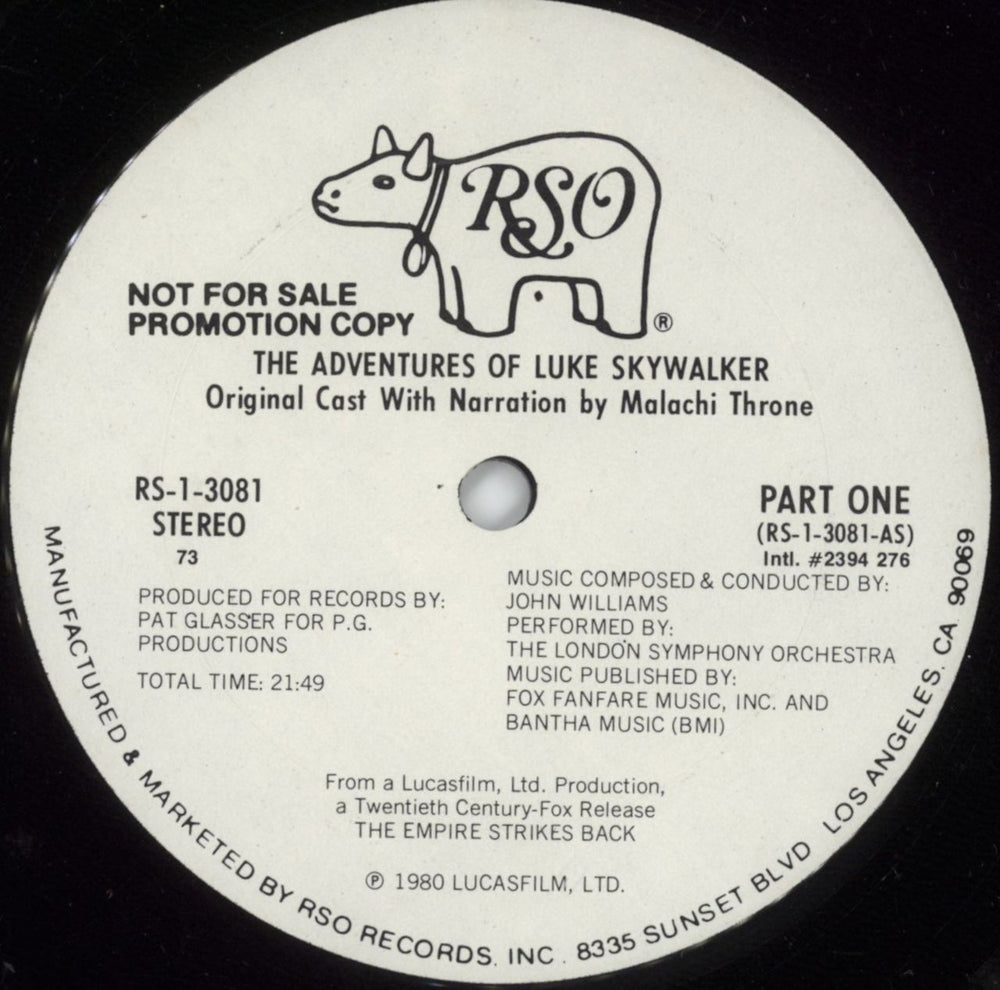 RSO
®
NOT FOR SALE
PROMOTION COPY
THE ADVENTURES OF LUKE SKYWALKER
Original Cast With Narration by Malachi Throne
RS-1-3081
STEREO
73
PART ONE
(RS-1-3081-AS)
Intl. #2394 276
PRODUCED FOR RECORDS BY:
PAT GLASSER FOR P.G.
PRODUCTIONS
TOTAL TIME: 21:49
MUSIC COMPOSED & CONDUCTED BY:
JOHN WILLIAMS
PERFORMED BY:
THE LONDON SYMPHONY ORCHESTRA
MUSIC PUBLISHED BY:
FOX FANFARE MUSIC, INC. AND
BANTHA MUSIC (BMI)
From a Lucasfilm, Ltd. Production,
a Twentieth Century-Fox Release
THE EMPIRE STRIKES BACK
℗ 1980 LUCASFILM, LTD.
MANUFACTURED & MARKETED BY RSO RECORDS, INC. 8335 SUNSET BLVD LOS ANGELES, CA 90069